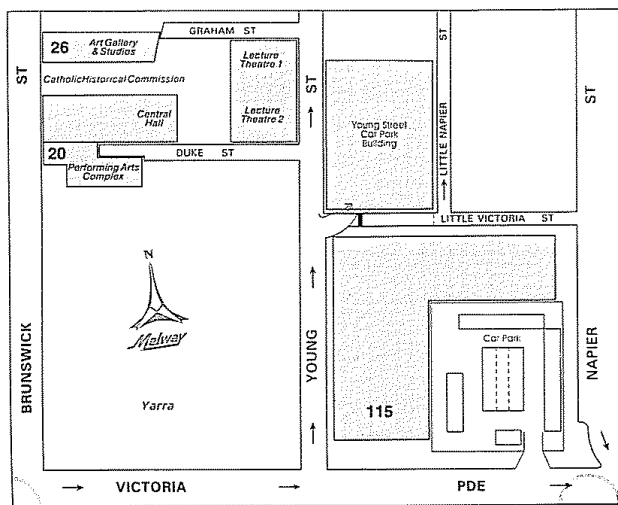 GRAHAM ST
26 Art Gallery
& Studios
Catholic Historical Commission
Central
Hall
Lecture
Theatre 1
Lecture
Theatre 2
20
Performing Arts
Complex
DUKE ST
Young Street
Car Park
Building
LITTLE NAPIER ST
LITTLE VICTORIA ST
BRUNSWICK ST
YOUNG ST
NAPIER ST
N
Melway
Yarra
Car Park
115
VICTORIA PDE